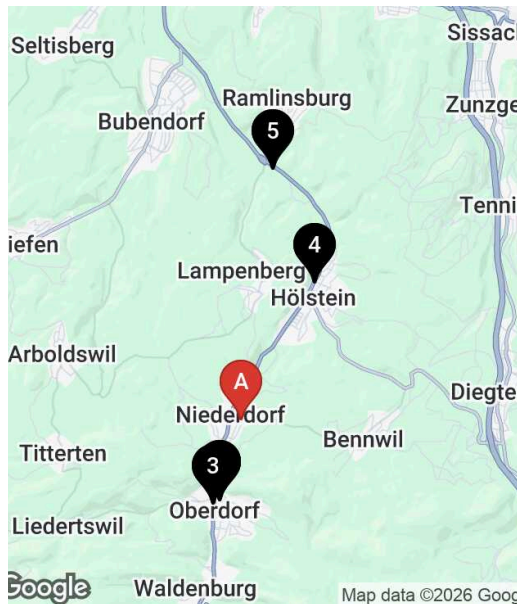 Seltisberg
Sissach
Ramlinsburg
Zunzge
Bubendorf
5
Tenni
iefen
4
Lampenberg
Hölstein
Arboldswil
A
Diegte
Niederdorf
Bennwil
Titterten
3
Oberdorf
Liedertswil
Waldenburg
Google
Map data ©2026 Goog